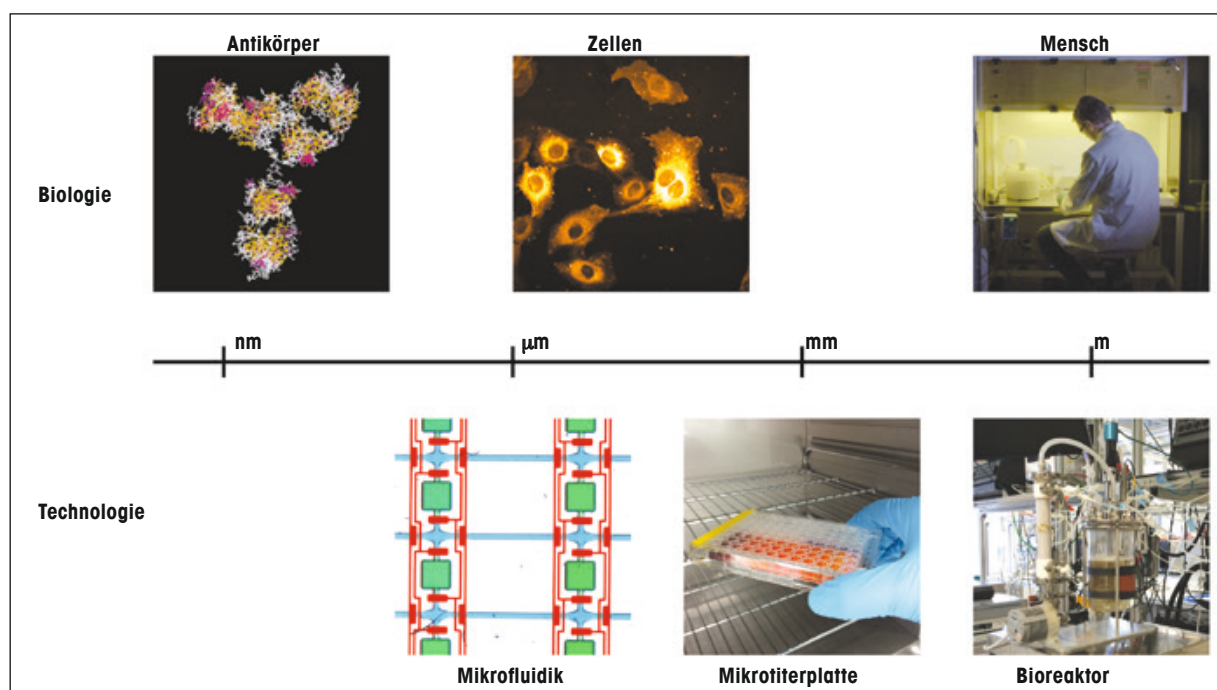 Antikörper
Zellen
Mensch
Biologie
nm
μm
mm
m
Technologie
Mikrofluidik
Mikrotiterplatte
Bioreaktor